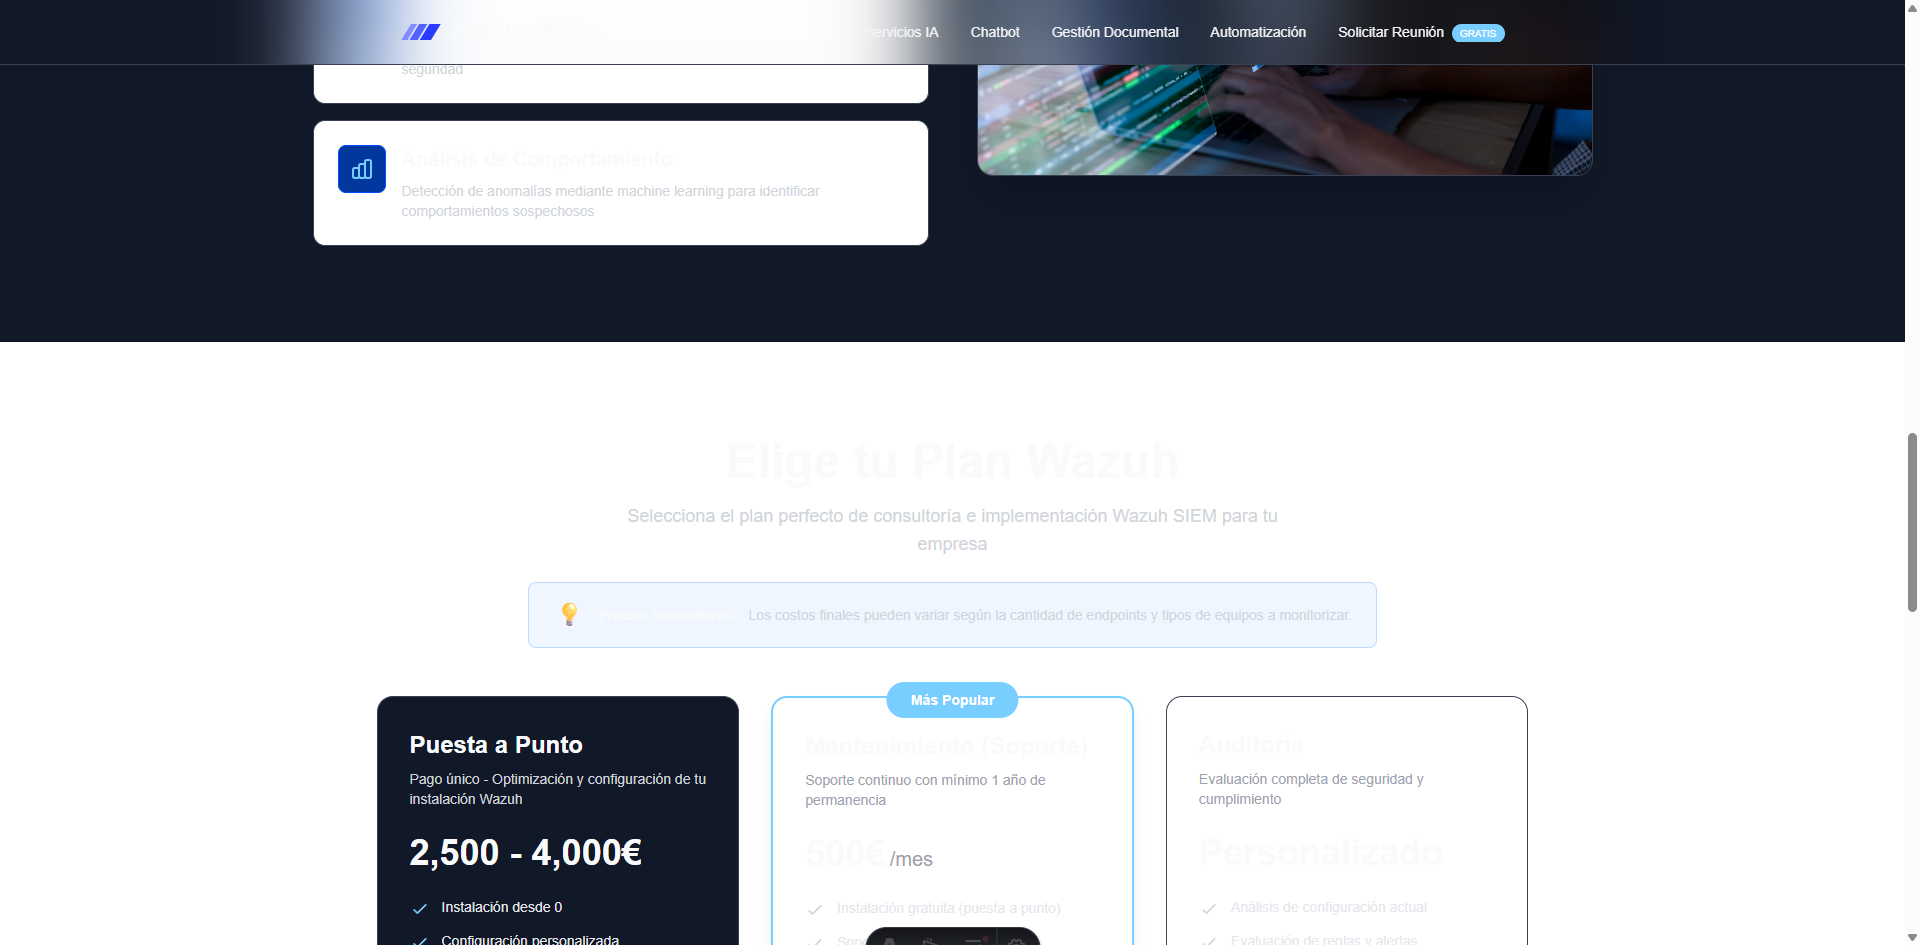 Servicios IA
Chatbot
Gestión Documental
Automatización
Solicitar Reunión GRATIS
seguridad
Análisis de Comportamiento
Detección de anomalías mediante machine learning para identificar
comportamientos sospechosos
Elige tu Plan Wazuh
Selecciona el plan perfecto de consultoría e implementación Wazuh SIEM para tu
empresa
Precios orientativos: Los costos finales pueden variar según la cantidad de endpoints y tipos de equipos a monitorizar.
Puesta a Punto
Pago único - Optimización y configuración de tu
instalación Wazuh
2,500 - 4,000€
Instalación desde 0
Configuración personalizada
Más Popular
Mantenimiento (Soporte)
Soporte continuo con mínimo 1 año de
permanencia
500€ /mes
Instalación gratuita (puesta a punto)
Auditoría
Evaluación completa de seguridad y
cumplimiento
Personalizado
Análisis de configuración actual
Evaluación de reglas y alertas